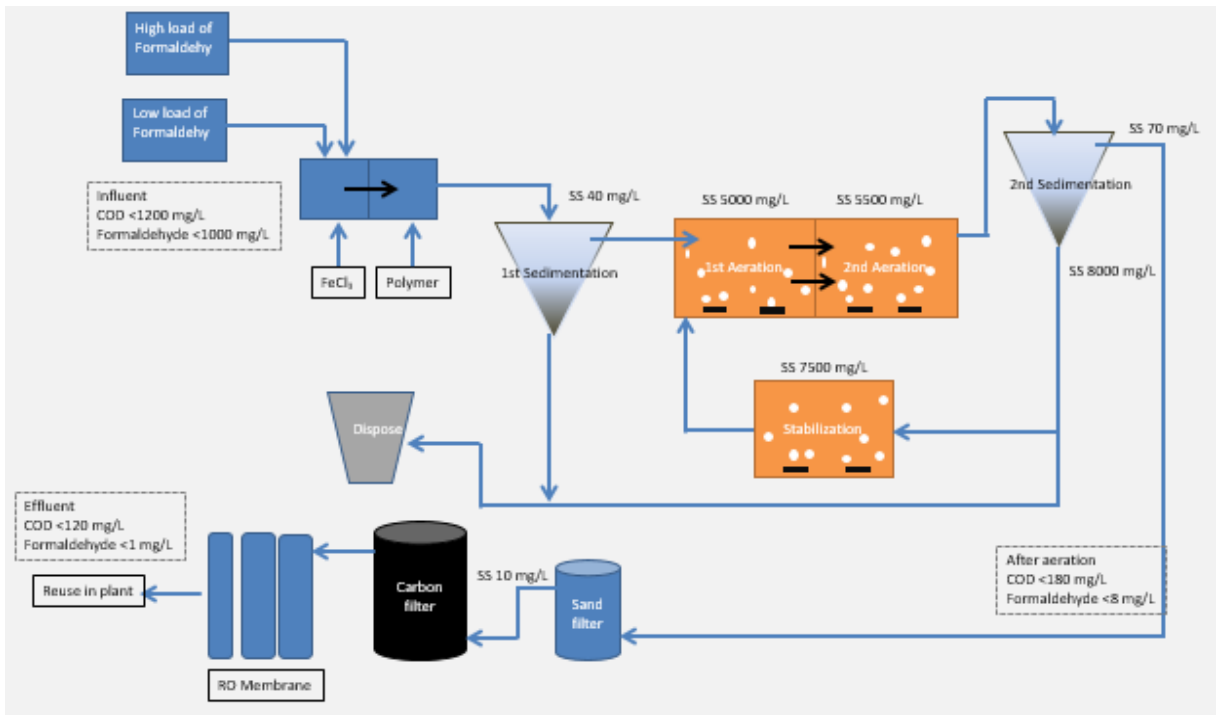 High load of
Formaldehy
Low load of
Formaldehy
Influent
COD <1200 mg/L
Formaldehyde <1000 mg/L
FeCl₃
Polymer
SS 40 mg/L
1st Sedimentation
SS 5000 mg/L
SS 5500 mg/L
1st Aeration
2nd Aeration
SS 70 mg/L
2nd Sedimentation
SS 8000 mg/L
SS 7500 mg/L
Stabilization
Dispose
Effluent
COD <120 mg/L
Formaldehyde <1 mg/L
Reuse in plant
RO Membrane
Carbon
filter
SS 10 mg/L
Sand
filter
After aeration
COD <180 mg/L
Formaldehyde <8 mg/L